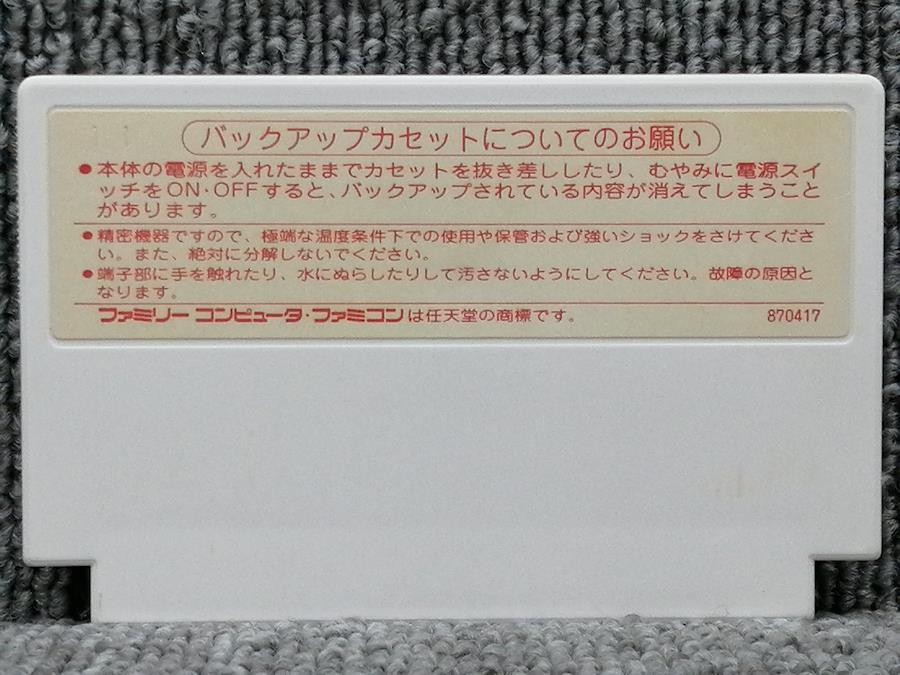 バックアップカセットについてのお願い
●本体の電源を入れたままでカセットを抜き差ししたり、むやみに電源スイ
ッチをON・OFFすると、バックアップされている内容が消えてしまうこと
があります。
●精密機器ですので、極端な温度条件下での使用や保管および強いショックをさけてくださ
い。また、絶対に分解しないでください。
●端子部に手を触れたり、水にぬらしたりして汚さないようにしてください。故障の原因と
なります。
ファミリー コンピュータ・ファミコンは任天堂の商標です。 870417